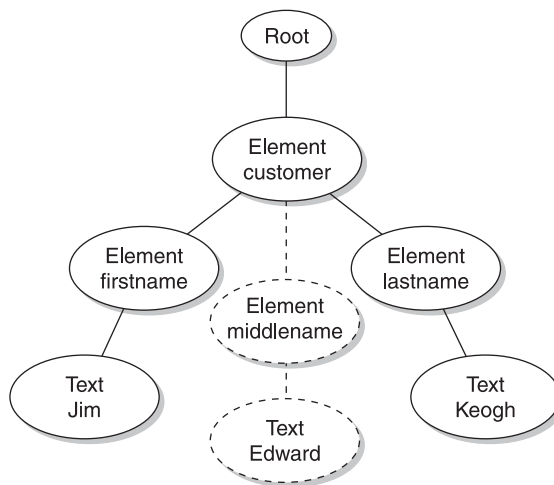 Root
Element
customer
Element
firstname
Element
lastname
Element
middlename
Text
Jim
Text
Keogh
Text
Edward